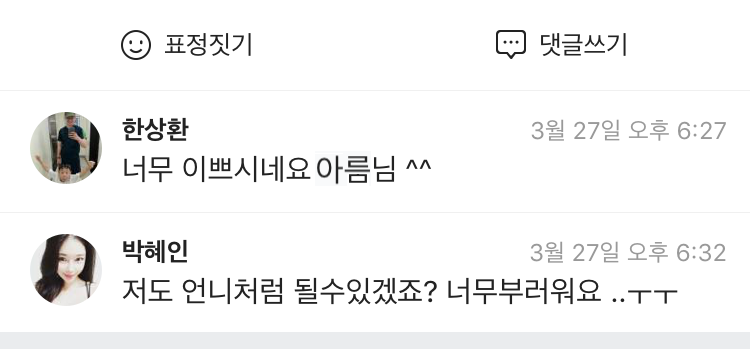 표정짓기 댓글쓰기
한상환 3월 27일 오후 6:27
너무 이쁘시네요 아름님 ^^
박혜인 3월 27일 오후 6:32
저도 언니처럼 될수있겠죠? 너무부러워요 ..ㅜㅜ